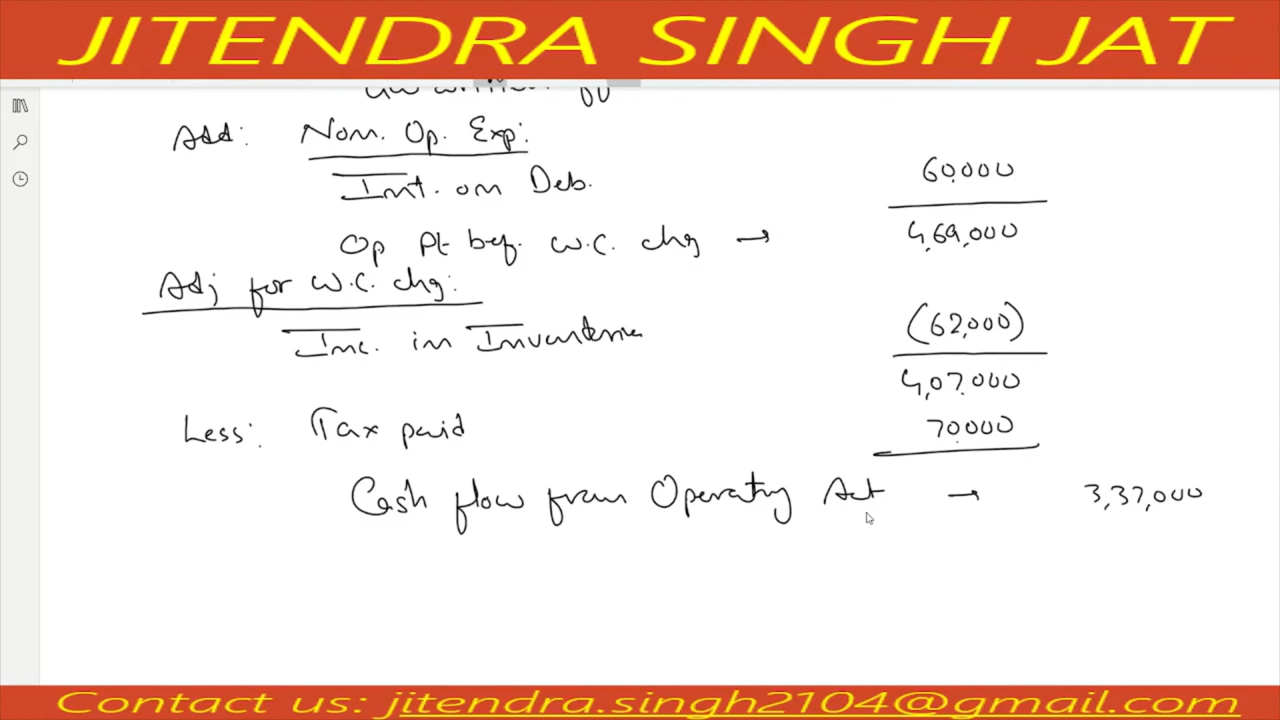 JITENDRA SINGH JAT
Add: Non. Op. Exp:
Int. on Deb. 60,000
Op Pt bef. W.C. chg → 4,69,000
Adj for W.C. chg:
Inc. in Inventories (62,000)
4,07,000
Less: Tax paid 70,000
Cash flow from Operating Act → 3,37,000
Contact us: jitendra.singh2104@gmail.com